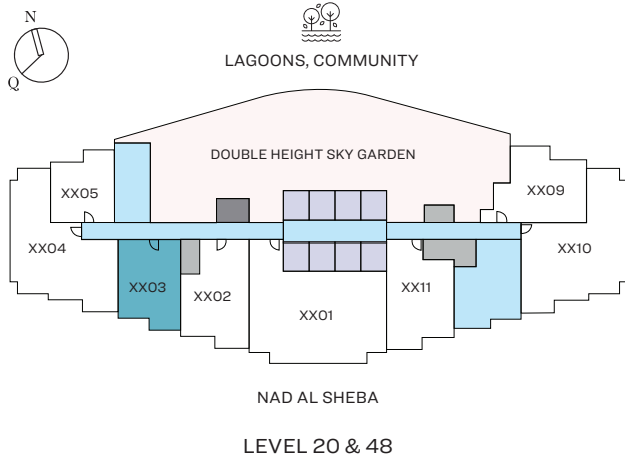 N
Q
LAGOONS, COMMUNITY
DOUBLE HEIGHT SKY GARDEN
XX05
XX09
XX04
XX10
XX03
XX02
XX11
XX01
NAD AL SHEBA
LEVEL 20 & 48